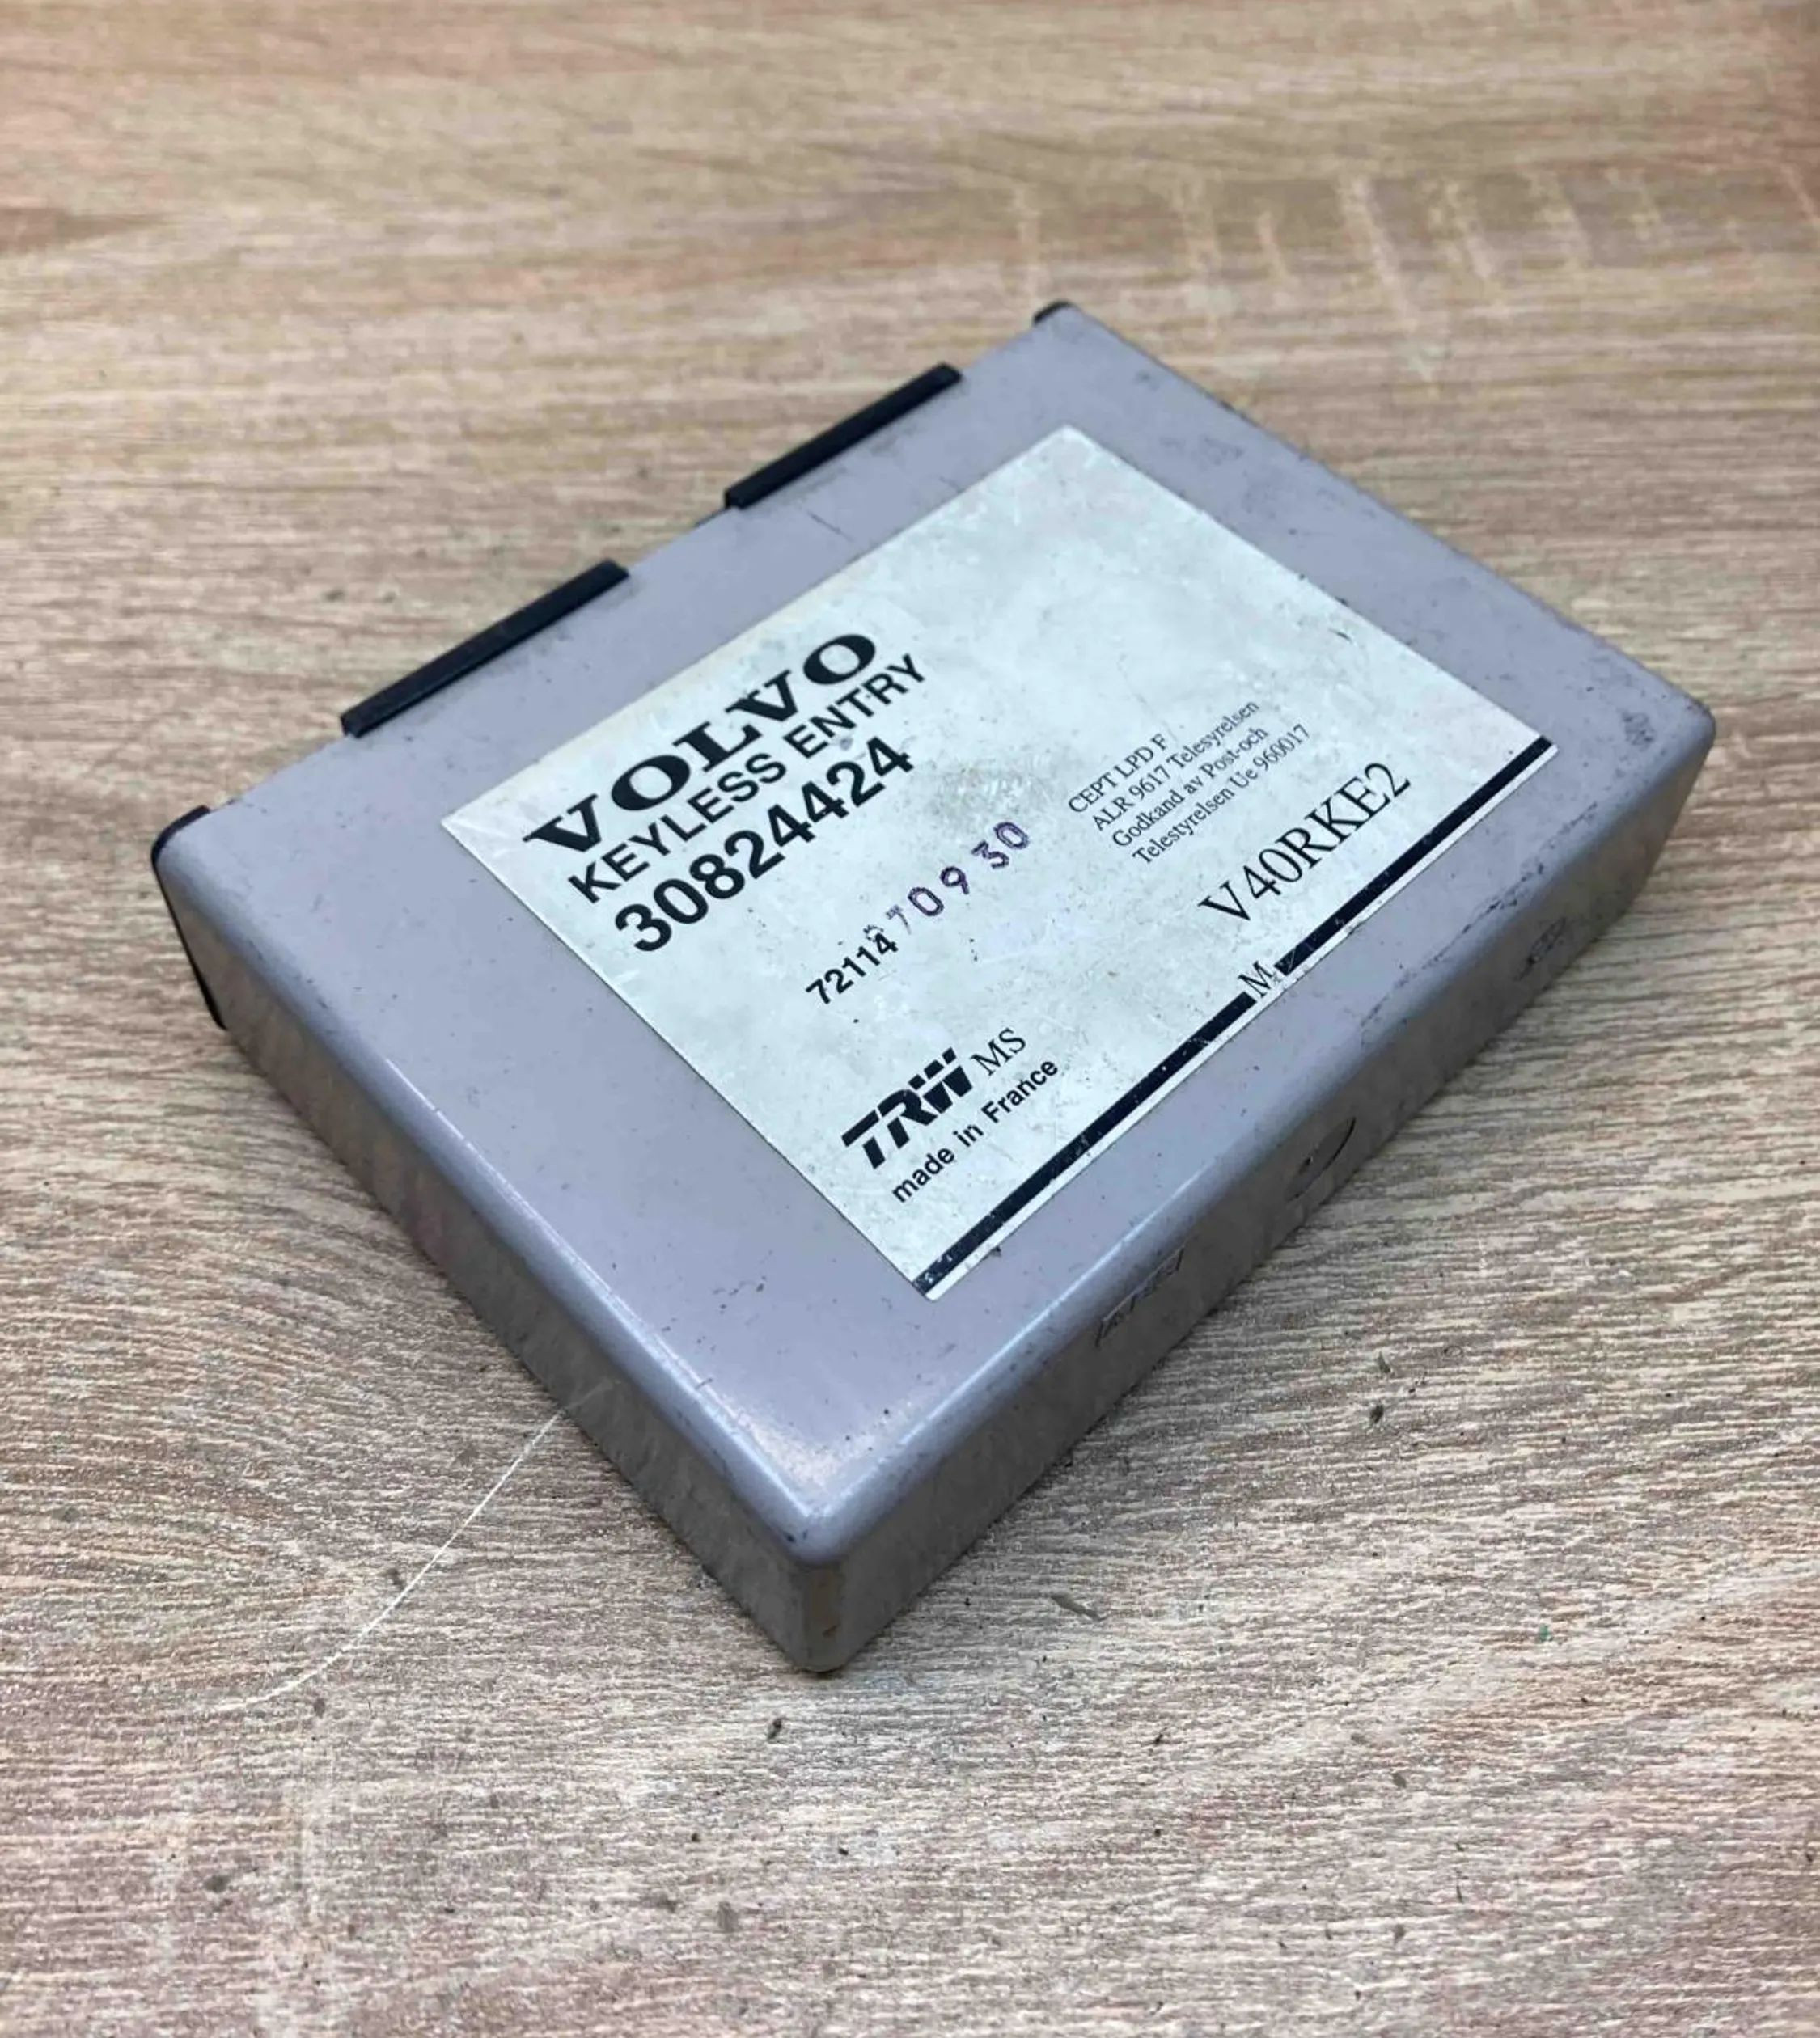 VOLVO
KEYLESS ENTRY
30824424
72114 70930
CEPT LPD F
ALR 9617 Telesyrelsen
Godkand av Post-och
Telestyrelsen Ue 960017
V40RKE2
M
TRW MS
made in France